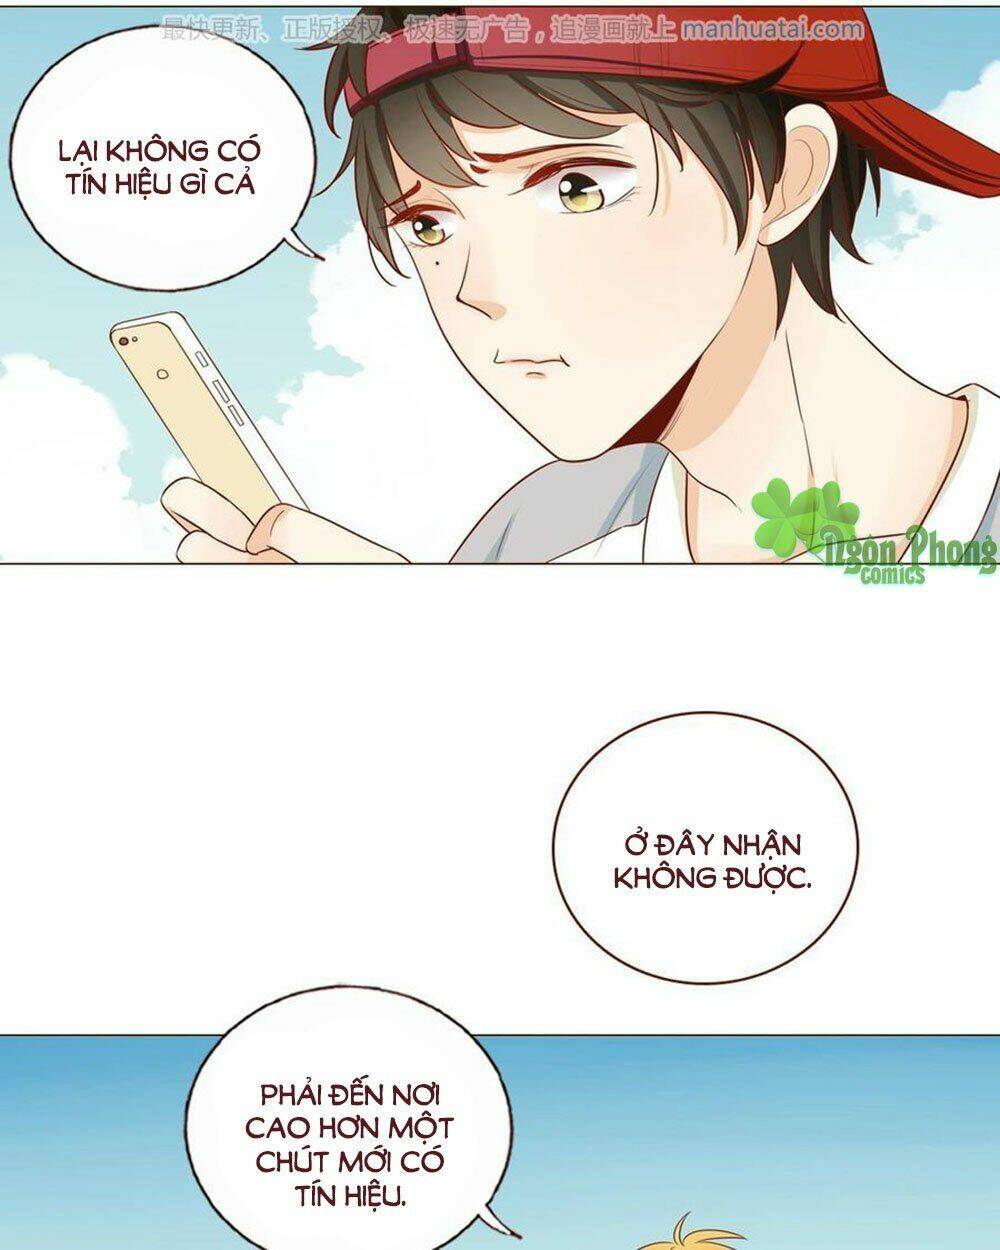 最快更新、正版授权、极速无广告，追漫画就上 manhuatai.com
LẠI KHÔNG CÓ
TÍN HIỆU GÌ CẢ
Ngôn Phong
comics
Ở ĐÂY NHẬN
KHÔNG ĐƯỢC.
PHẢI ĐẾN NƠI
CAO HƠN MỘT
CHÚT MỚI CÓ
TÍN HIỆU.